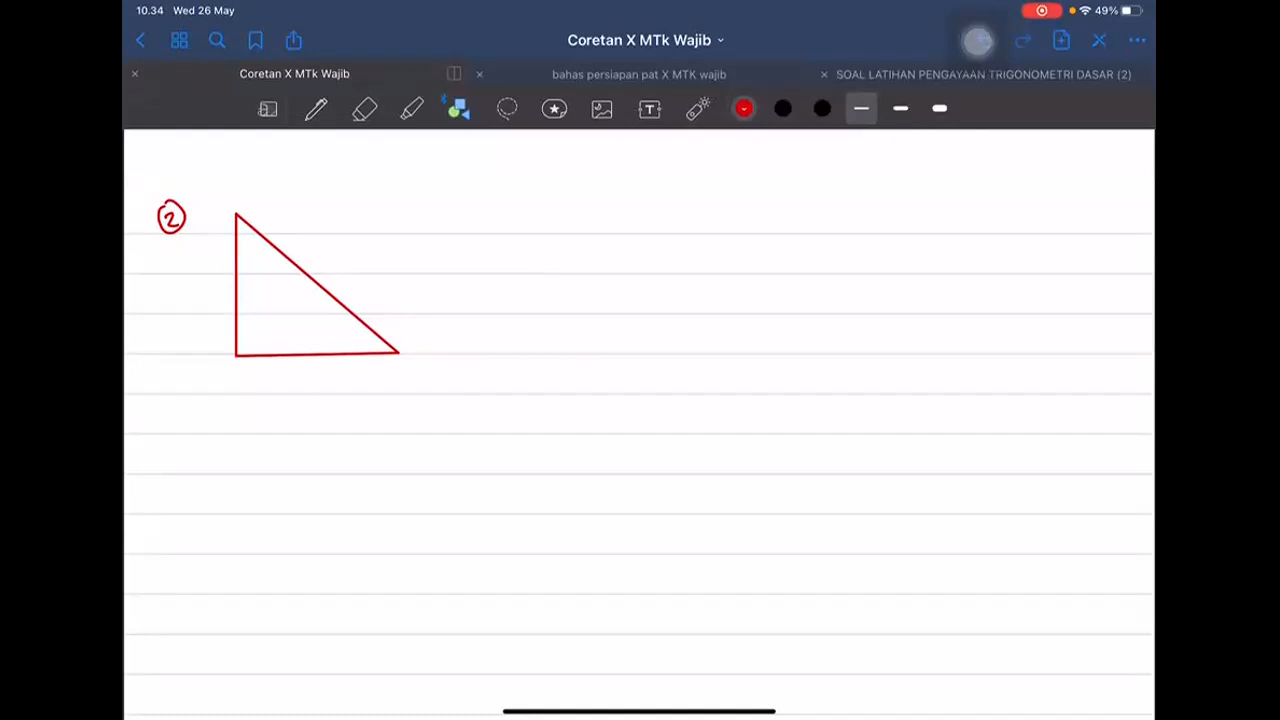 10.34 Wed 26 May
49%
Coretan X MTk Wajib
Coretan X MTk Wajib
bahas persiapan pat X MTK wajib
SOAL LATIHAN PENGAYAAN TRIGONOMETRI DASAR (2)
T
2